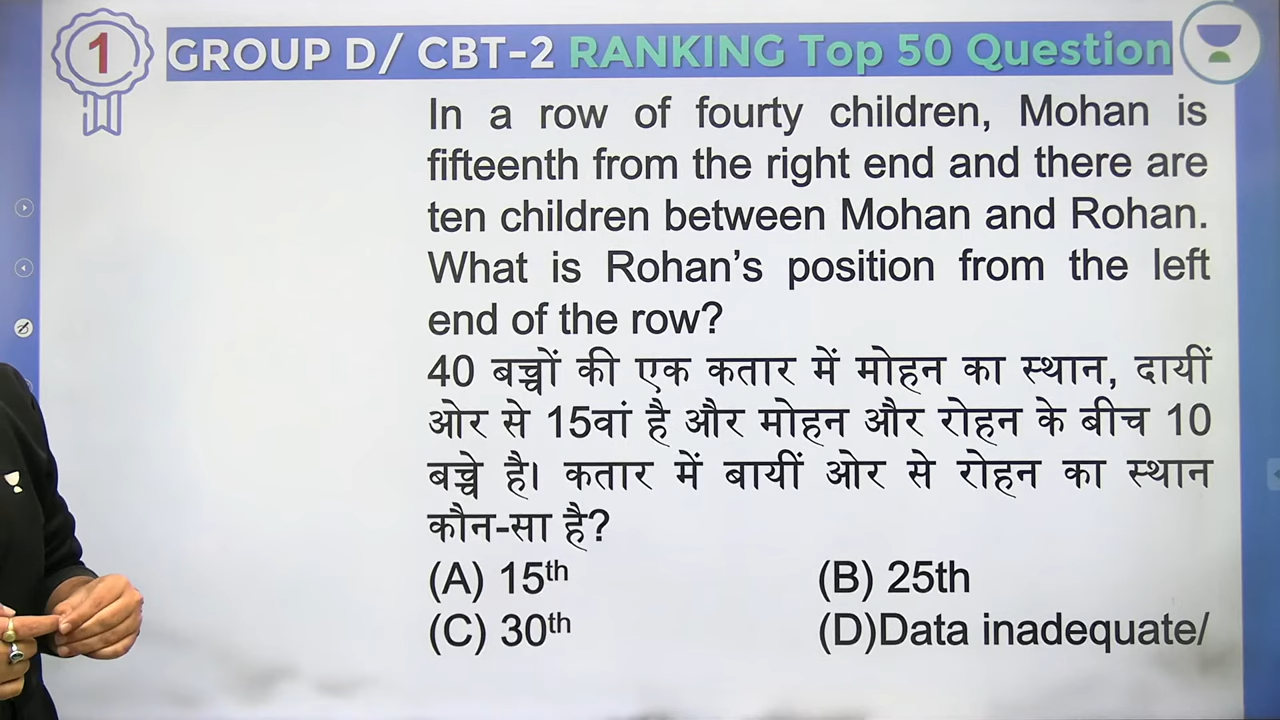 1
GROUP D/ CBT-2 RANKING Top 50 Question
In a row of fourty children, Mohan is
fifteenth from the right end and there are
ten children between Mohan and Rohan.
What is Rohan’s position from the left
end of the row?
40 बच्चों की एक कतार में मोहन का स्थान, दायीं
ओर से 15वां है और मोहन और रोहन के बीच 10
बच्चे है। कतार में बायीं ओर से रोहन का स्थान
कौन-सा है?
(A) 15th (B) 25th
(C) 30th (D)Data inadequate/